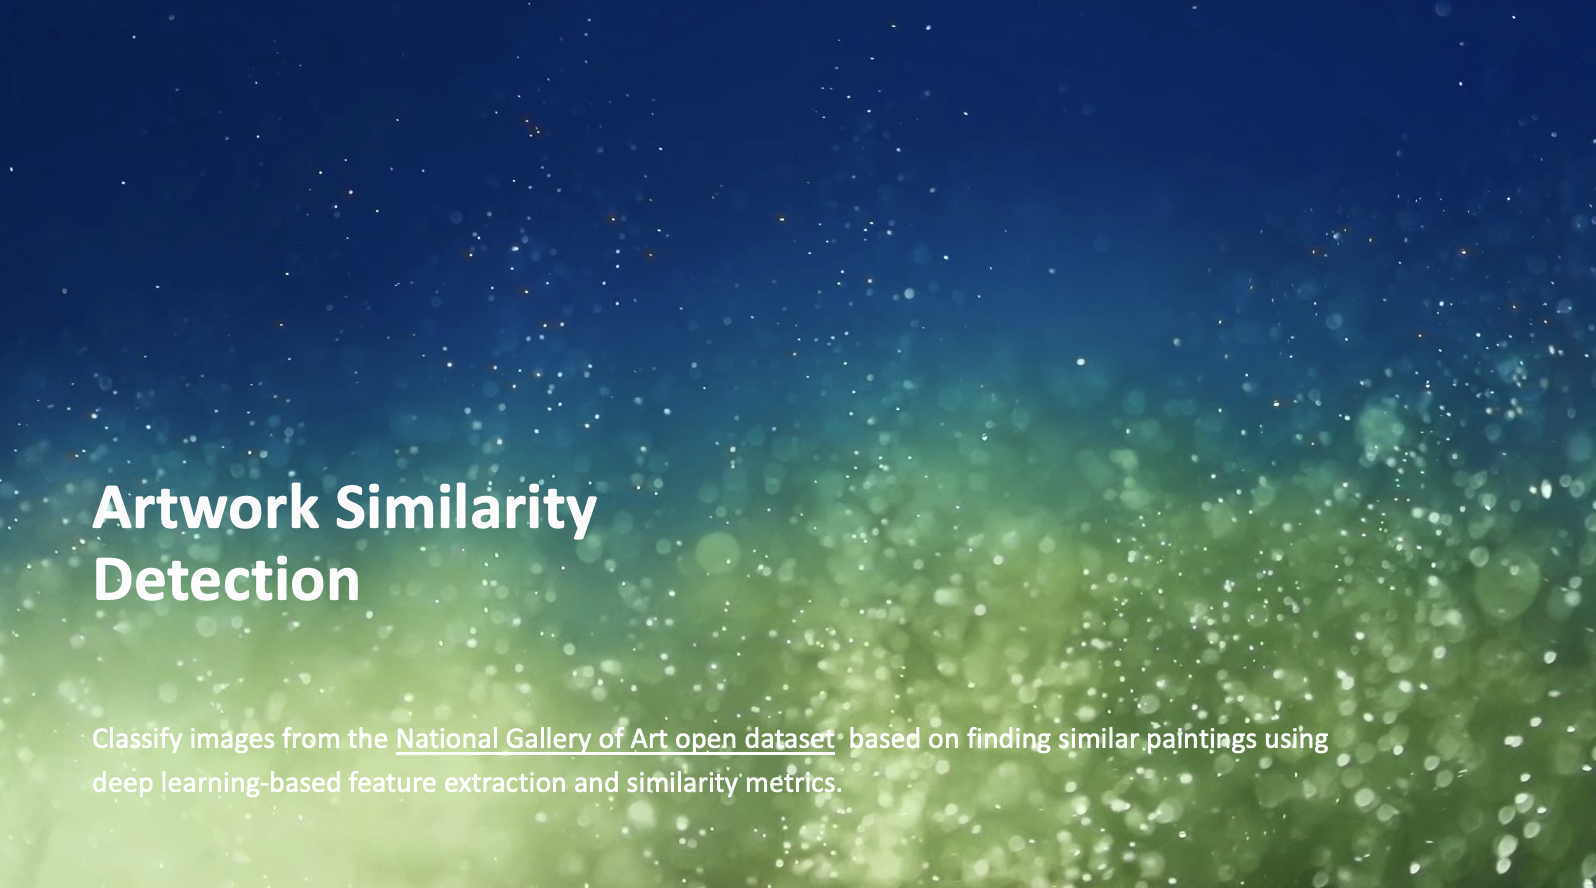 Artwork Similarity
Detection
Classify images from the National Gallery of Art open dataset based on finding similar paintings using
deep learning-based feature extraction and similarity metrics.